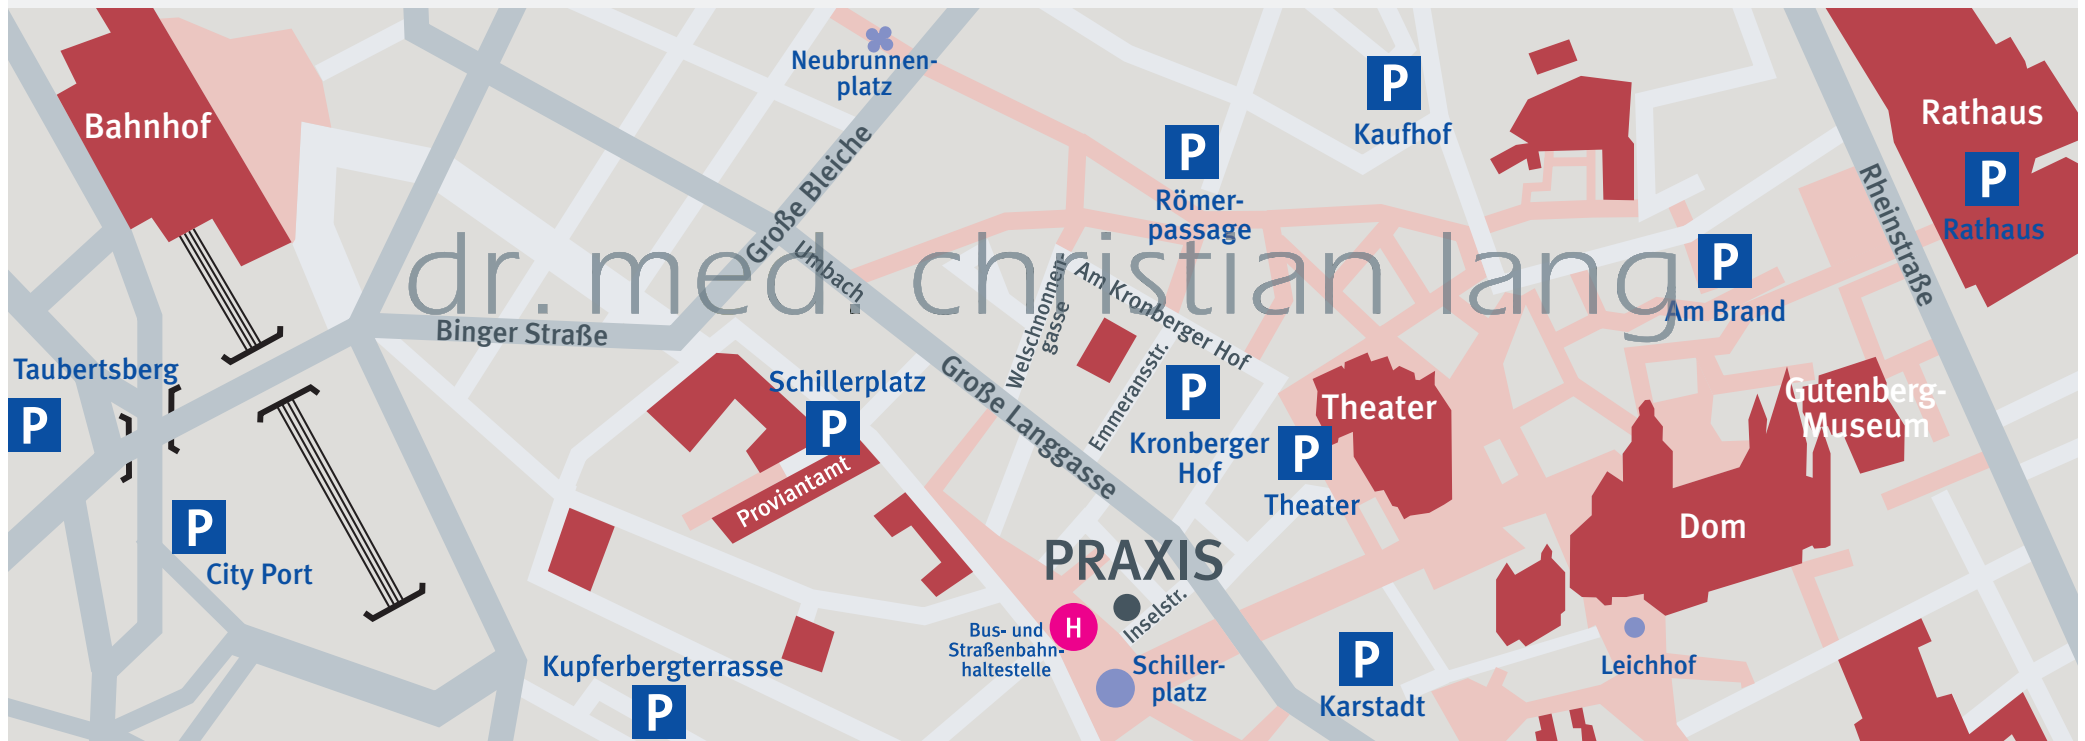 Neubrunnen-
platz
Bahnhof
P
Kaufhof
Rathaus
P
Rathaus
P
Römer-
passage
Große Bleiche
Umbach
Rheinstraße
dr. med. christian lang
P
Am Brand
Welschnonnen-
gasse
Am Kronberger Hof
Emmeransstr.
Binger Straße
Taubertsberg
P
Schillerplatz
P
Große Langgasse
P
Kronberger
Hof
Theater
P
Theater
Gutenberg-
Museum
Proviantamt
P
City Port
Dom
PRAXIS
Inselstr.
H
Bus- und
Straßenbahn-
haltestelle
Schiller-
platz
Kupferbergterrasse
P
P
Karstadt
Leichhof